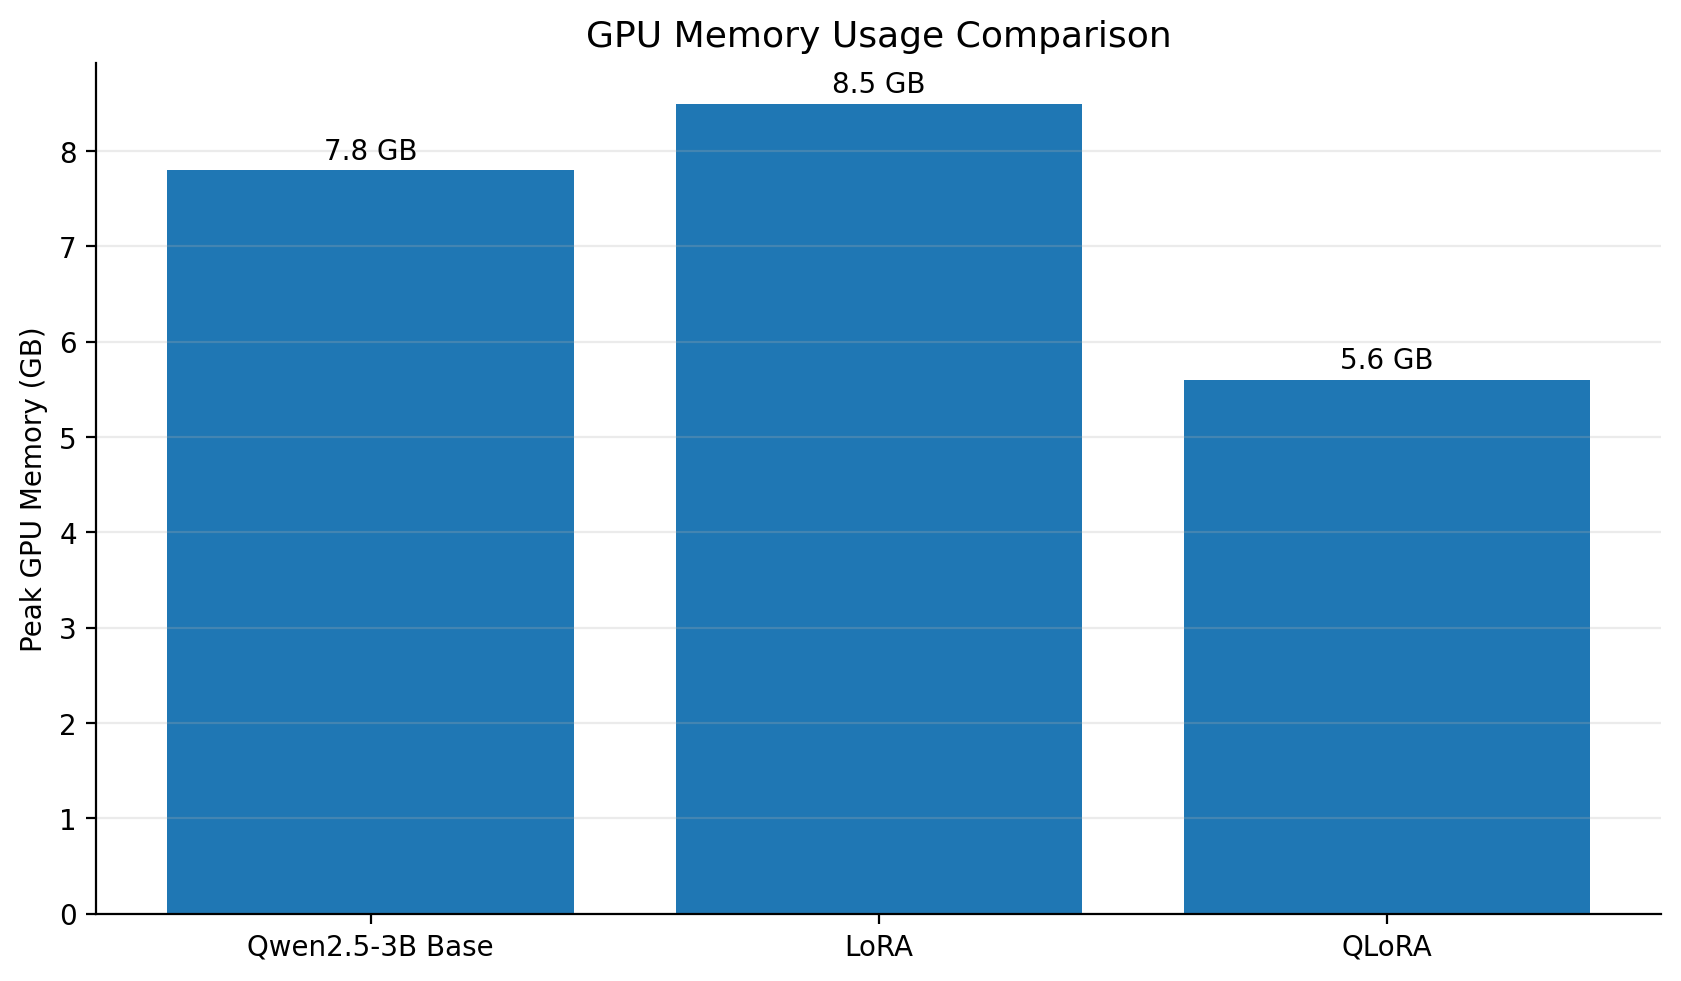 GPU Memory Usage Comparison
8.5 GB
7.8 GB
5.6 GB
Peak GPU Memory (GB)
8
7
6
5
4
3
2
1
0
Qwen2.5-3B Base
LoRA
QLoRA